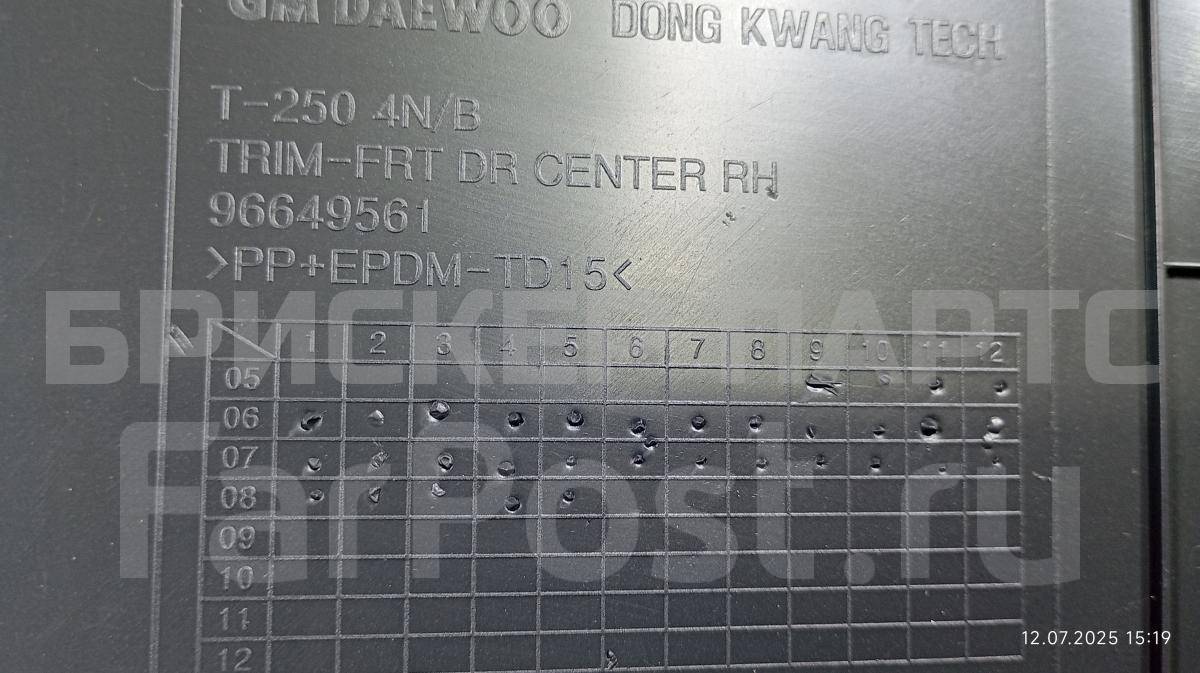 GM DAEWOO DONG KWANG TECH
T-250 4N/B
TRIM-FRT DR CENTER RH
96649561
>PP+EPDM-TD15<
БРИСКЕТ ПАРТС
1 2 3 4 5 6 7 8 9 10 11 12
05
06
07
FarPost.ru
08
09
10
11
12
12.07.2025 15:19